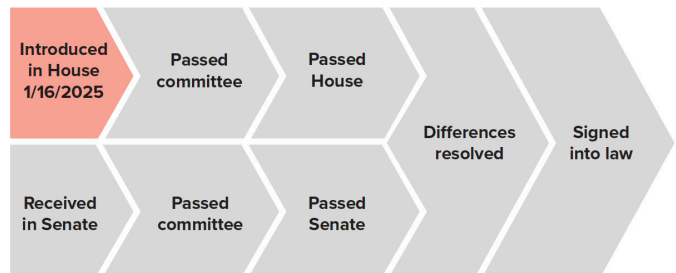 Introduced
in House
1/16/2025
Passed
committee
Passed
House
Differences
resolved
Signed
into law
Received
in Senate
Passed
committee
Passed
Senate